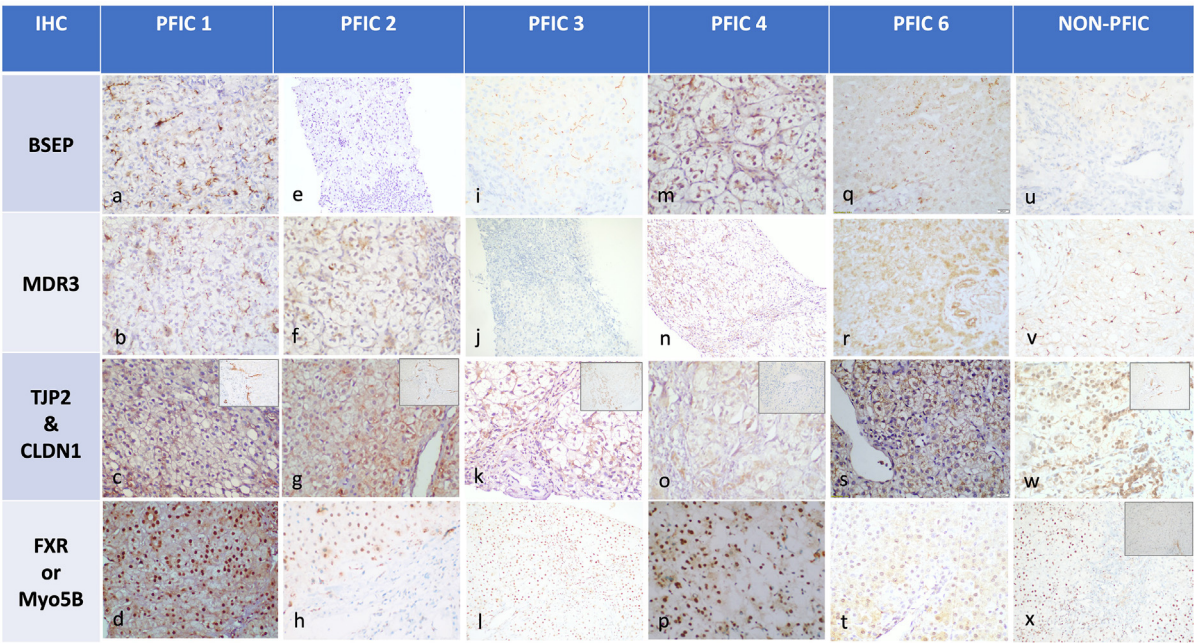 IHC PFIC 1 PFIC 2 PFIC 3 PFIC 4 PFIC 6 NON-PFIC
BSEP
a e i m q u
MDR3
b f j n r v
TJP2
&
CLDN1
c g k o s w
FXR
or
Myo5B
d h l p t x